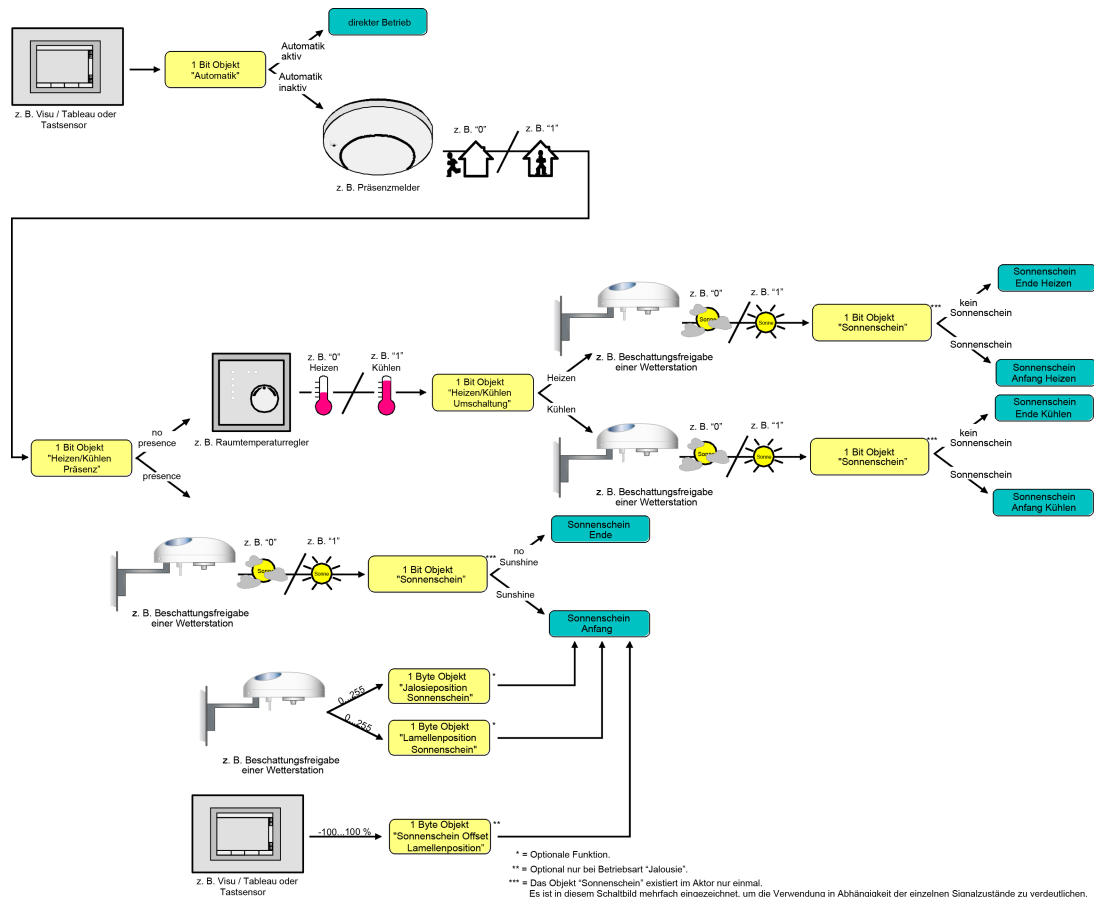 direkter Betrieb
Automatik
aktiv
1 Bit Objekt
"Automatik"
Automatik
inaktiv
z. B. Visu / Tableau oder
Tastsensor
z. B. "0"
z. B. "1"
z. B. Präsenzmelder
Sonnenschein
Ende Heizen
z. B. "0"
z. B. "1"
kein
Sonnenschein
Sonne
Sonne
1 Bit Objekt
"Sonnenschein"
***
Sonnenschein
z. B. Beschattungsfreigabe
einer Wetterstation
Sonnenschein
Anfang Heizen
z. B. "0"
Heizen
z. B. "1"
Kühlen
1 Bit Objekt
"Heizen/Kühlen
Umschaltung"
Heizen
Kühlen
z. B. Raumtemperaturregler
Sonnenschein
Ende Kühlen
z. B. "0"
z. B. "1"
kein
Sonnenschein
Sonne
Sonne
1 Bit Objekt
"Sonnenschein"
***
Sonnenschein
z. B. Beschattungsfreigabe
einer Wetterstation
Sonnenschein
Anfang Kühlen
1 Bit Objekt
"Heizen/Kühlen
Präsenz"
no
presence
presence
Sonnenschein
Ende
z. B. "0"
z. B. "1"
no
Sunshine
Sonne
Sonne
1 Bit Objekt
"Sonnenschein"
***
Sunshine
z. B. Beschattungsfreigabe
einer Wetterstation
Sonnenschein
Anfang
0...255
1 Byte Objekt
"Jalosieposition
Sonnenschein"
*
0...255
1 Byte Objekt
"Lamellenposition
Sonnenschein"
*
z. B. Beschattungsfreigabe
einer Wetterstation
-100...100 %
1 Byte Objekt
"Sonnenschein Offset
Lamellenposition"
**
z. B. Visu / Tableau oder
Tastsensor
* = Optionale Funktion.
** = Optional nur bei Betriebsart "Jalousie".
*** = Das Objekt "Sonnenschein" existiert im Aktor nur einmal.
Es ist in diesem Schaltbild mehrfach eingezeichnet, um die Verwendung in Abhängigkeit der einzelnen Signalzustände zu verdeutlichen.